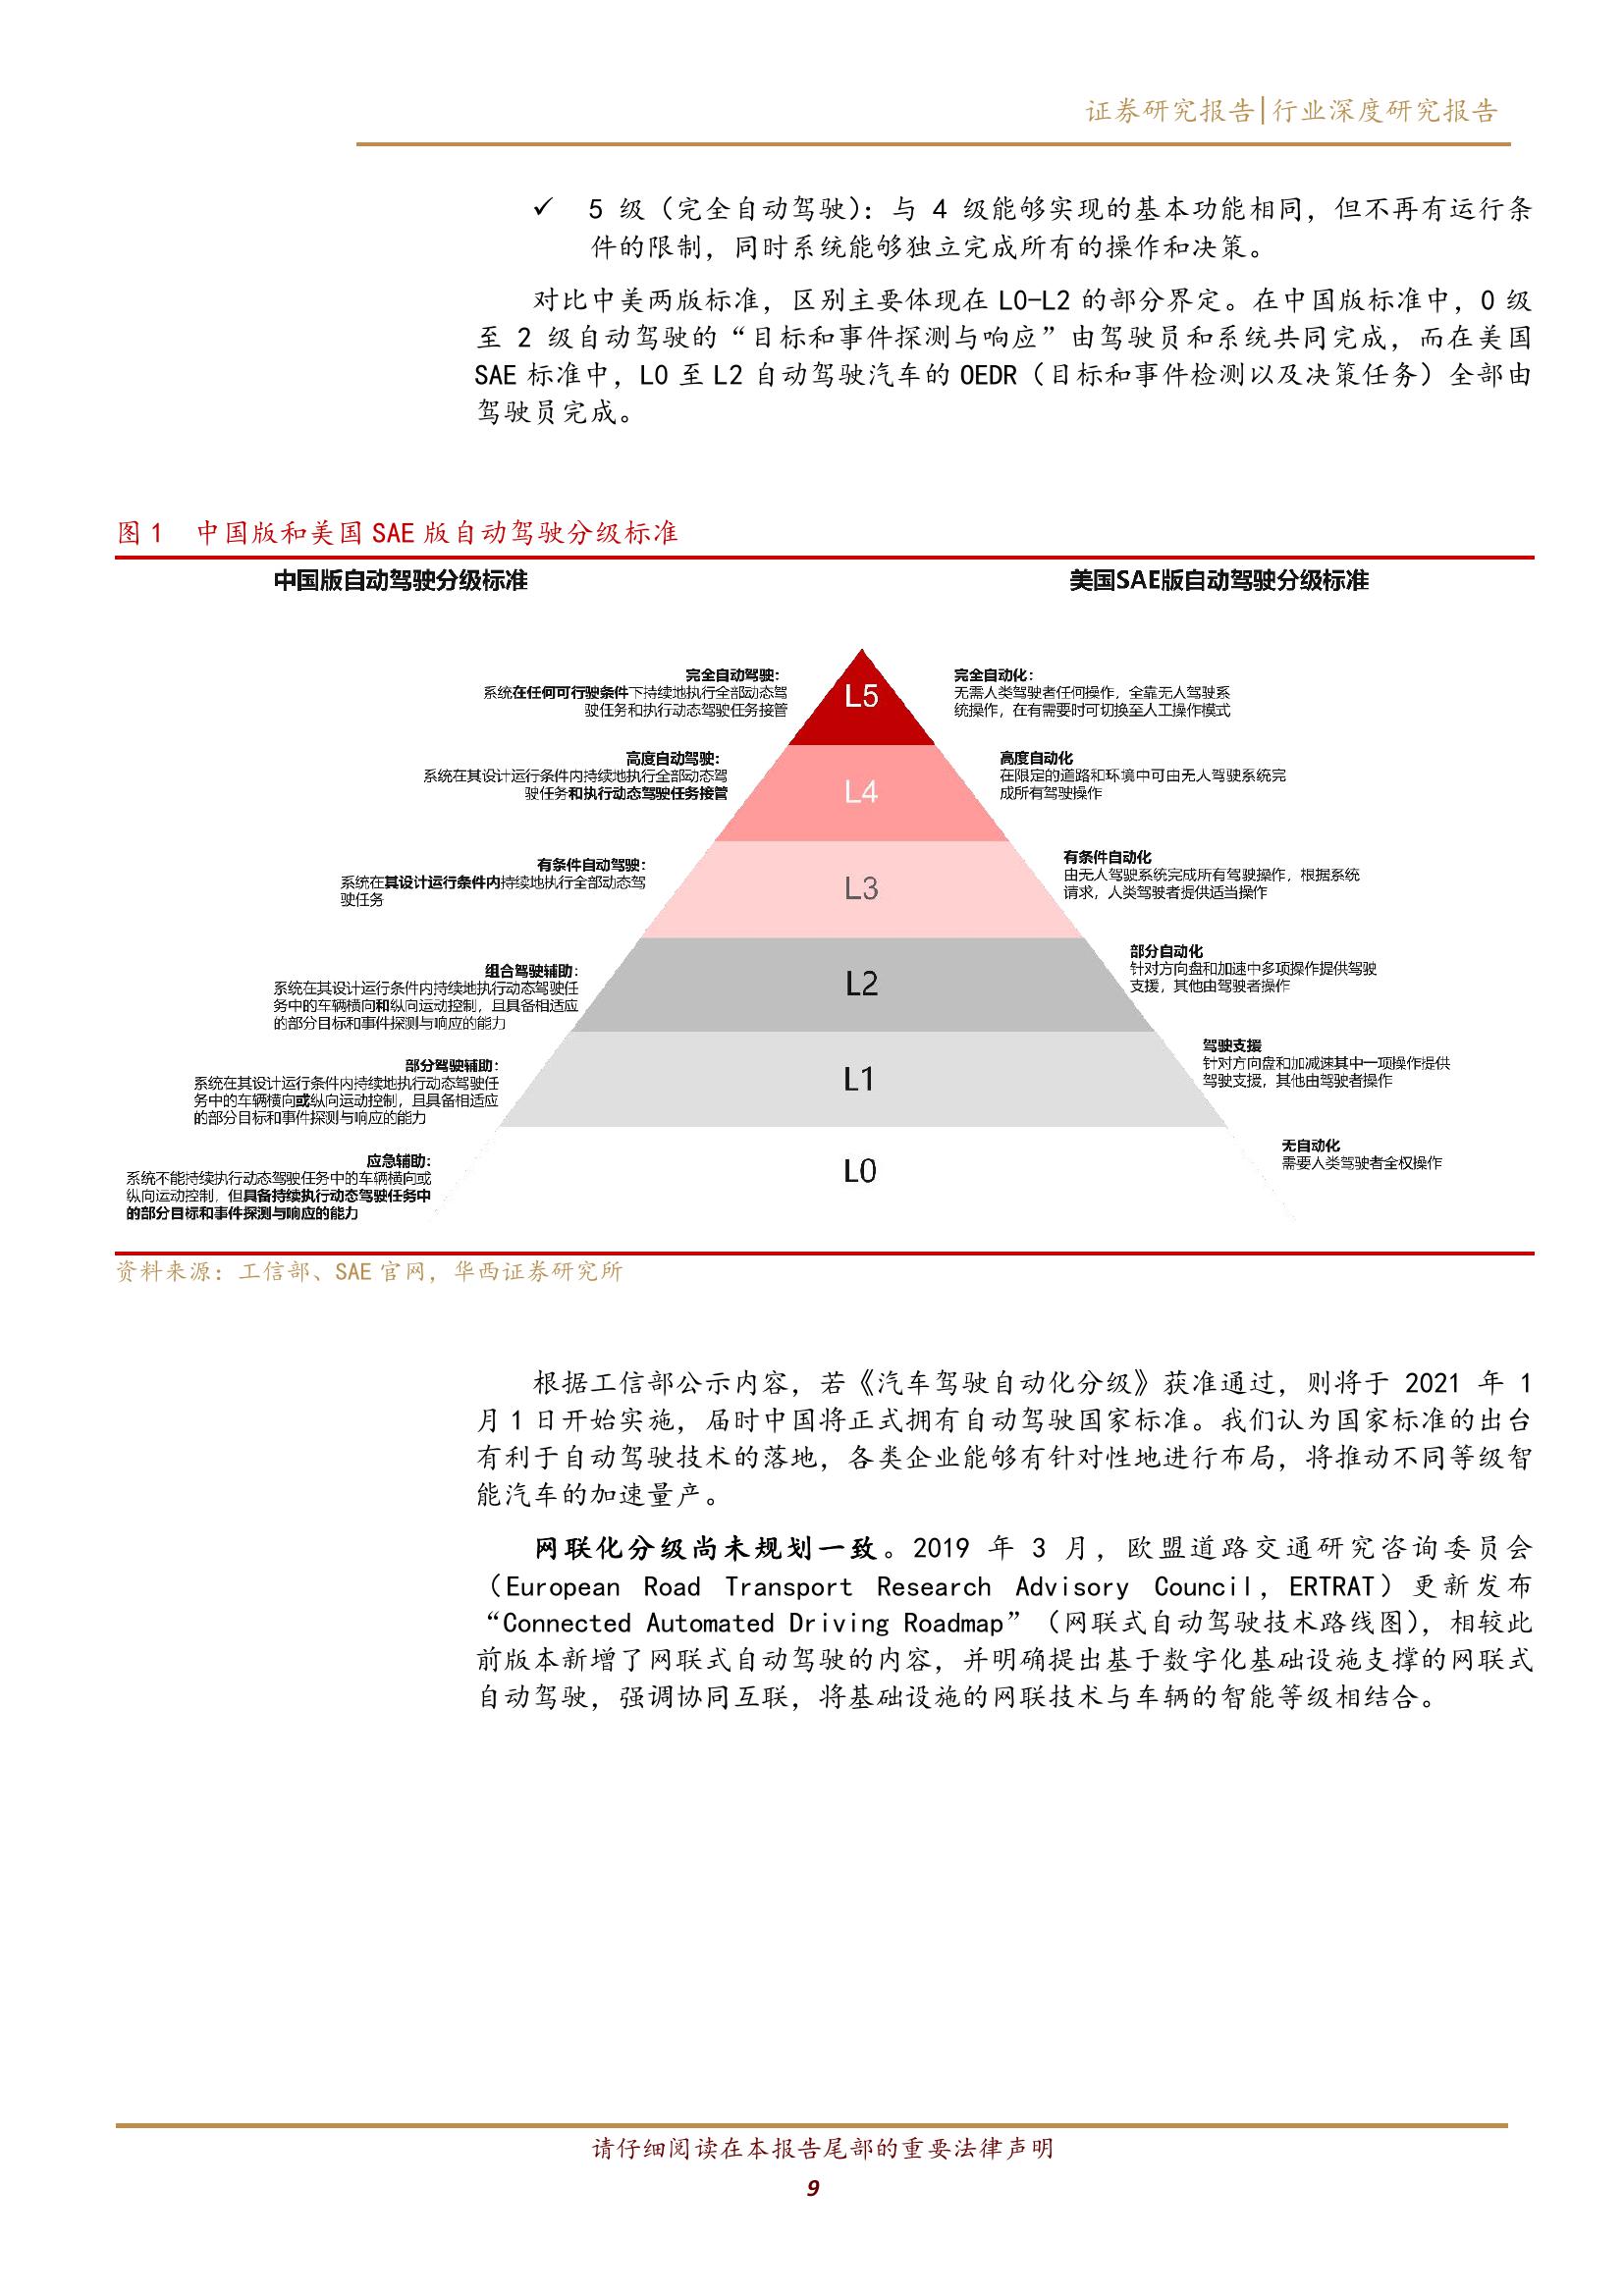 证券研究报告|行业深度研究报告
✓ 5 级（完全自动驾驶）：与 4 级能够实现的基本功能相同，但不再有运行条
件的限制，同时系统能够独立完成所有的操作和决策。
对比中美两版标准，区别主要体现在 L0-L2 的部分界定。在中国版标准中，0 级
至 2 级自动驾驶的“目标和事件探测与响应”由驾驶员和系统共同完成，而在美国
SAE 标准中，L0 至 L2 自动驾驶汽车的 OEDR（目标和事件检测以及决策任务）全部由
驾驶员完成。
图 1 中国版和美国 SAE 版自动驾驶分级标准
中国版自动驾驶分级标准
美国SAE版自动驾驶分级标准
完全自动驾驶：
系统在任何可行驶条件下持续地执行全部动态驾
驶任务和执行动态驾驶任务接管
L5
完全自动化：
无需人类驾驶者任何操作，全靠无人驾驶系
统操作，在有需要时可切换至人工操作模式
高度自动驾驶：
系统在其设计运行条件内持续地执行全部动态驾
驶任务和执行动态驾驶任务接管
L4
高度自动化
在限定的道路和环境中可由无人驾驶系统完
成所有驾驶操作
有条件自动驾驶：
系统在其设计运行条件内持续地执行全部动态驾
驶任务
L3
有条件自动化
由无人驾驶系统完成所有驾驶操作，根据系统
请求，人类驾驶者提供适当操作
组合驾驶辅助：
系统在其设计运行条件内持续地执行动态驾驶任
务中的车辆横向和纵向运动控制，且具备相适应
的部分目标和事件探测与响应的能力
L2
部分自动化
针对方向盘和加速中多项操作提供驾驶
支援，其他由驾驶者操作
部分驾驶辅助：
系统在其设计运行条件内持续地执行动态驾驶任
务中的车辆横向或纵向运动控制，且具备相适应
的部分目标和事件探测与响应的能力
L1
驾驶支援
针对方向盘和加减速其中一项操作提供
驾驶支援，其他由驾驶者操作
应急辅助：
系统不能持续执行动态驾驶任务中的车辆横向或
纵向运动控制，但具备持续执行动态驾驶任务中
的部分目标和事件探测与响应的能力
L0
无自动化
需要人类驾驶者全权操作
资料来源：工信部、SAE 官网，华西证券研究所
根据工信部公示内容，若《汽车驾驶自动化分级》获准通过，则将于 2021 年 1
月 1 日开始实施，届时中国将正式拥有自动驾驶国家标准。我们认为国家标准的出台
有利于自动驾驶技术的落地，各类企业能够有针对性地进行布局，将推动不同等级智
能汽车的加速量产。
网联化分级尚未规划一致。2019 年 3 月，欧盟道路交通研究咨询委员会
（European Road Transport Research Advisory Council, ERTRAT）更新发布
“Connected Automated Driving Roadmap”（网联式自动驾驶技术路线图），相较此
前版本新增了网联式自动驾驶的内容，并明确提出基于数字化基础设施支撑的网联式
自动驾驶，强调协同互联，将基础设施的网联技术与车辆的智能等级相结合。
请仔细阅读在本报告尾部的重要法律声明
9